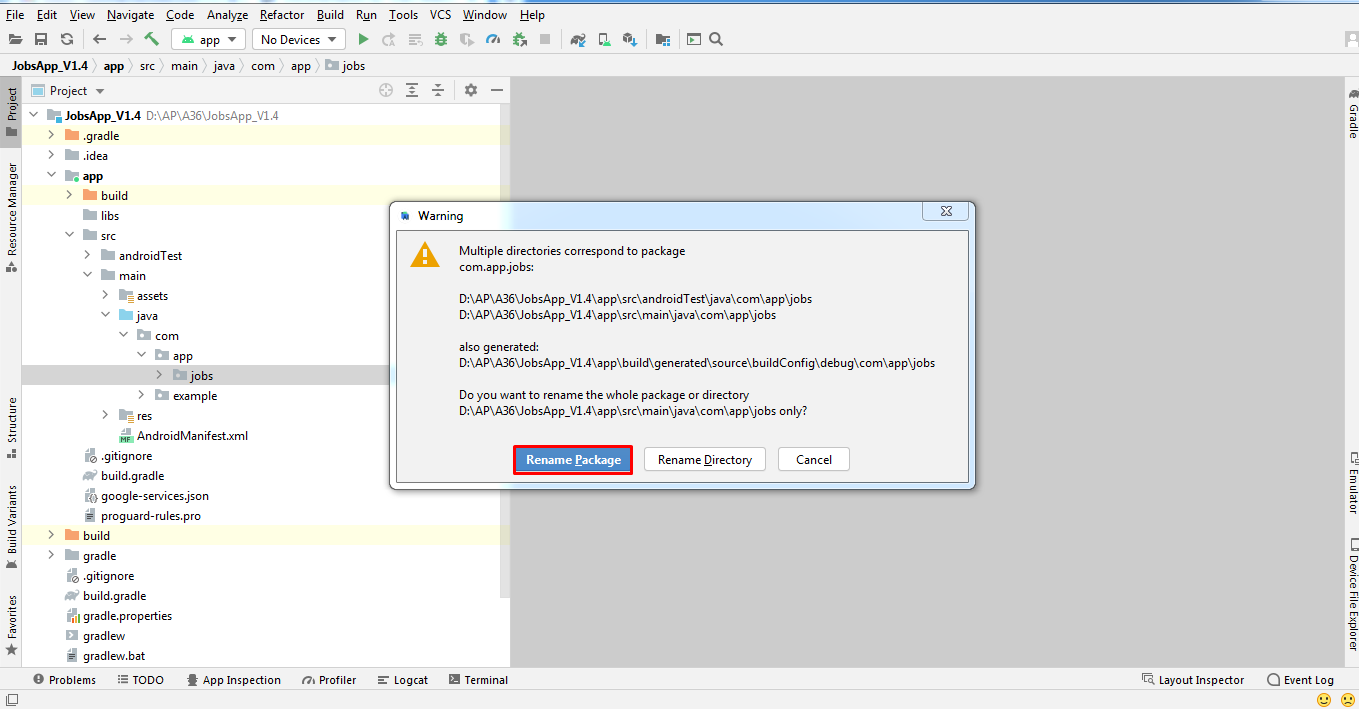 File Edit View Navigate Code Analyze Refactor Build Run Tools VCS Window Help
app No Devices
JobsApp_V1.4 app src main java com app jobs
Project
Project
Resource Manager
Structure
Build Variants
Favorites
JobsApp_V1.4 D:\AP\A36\JobsApp_V1.4
.gradle
.idea
app
build
libs
src
androidTest
main
assets
java
com
app
jobs
example
res
MF AndroidManifest.xml
.gitignore
build.gradle
google-services.json
proguard-rules.pro
build
gradle
.gitignore
build.gradle
gradle.properties
gradlew
gradlew.bat
Warning
Multiple directories correspond to package
com.app.jobs:
D:\AP\A36\JobsApp_V1.4\app\src\androidTest\java\com\app\jobs
D:\AP\A36\JobsApp_V1.4\app\src\main\java\com\app\jobs
also generated:
D:\AP\A36\JobsApp_V1.4\app\build\generated\source\buildConfig\debug\com\app\jobs
Do you want to rename the whole package or directory
D:\AP\A36\JobsApp_V1.4\app\src\main\java\com\app\jobs only?
Rename Package Rename Directory Cancel
Gradle
Emulator
Device File Explorer
Problems TODO App Inspection Profiler Logcat Terminal Layout Inspector Event Log